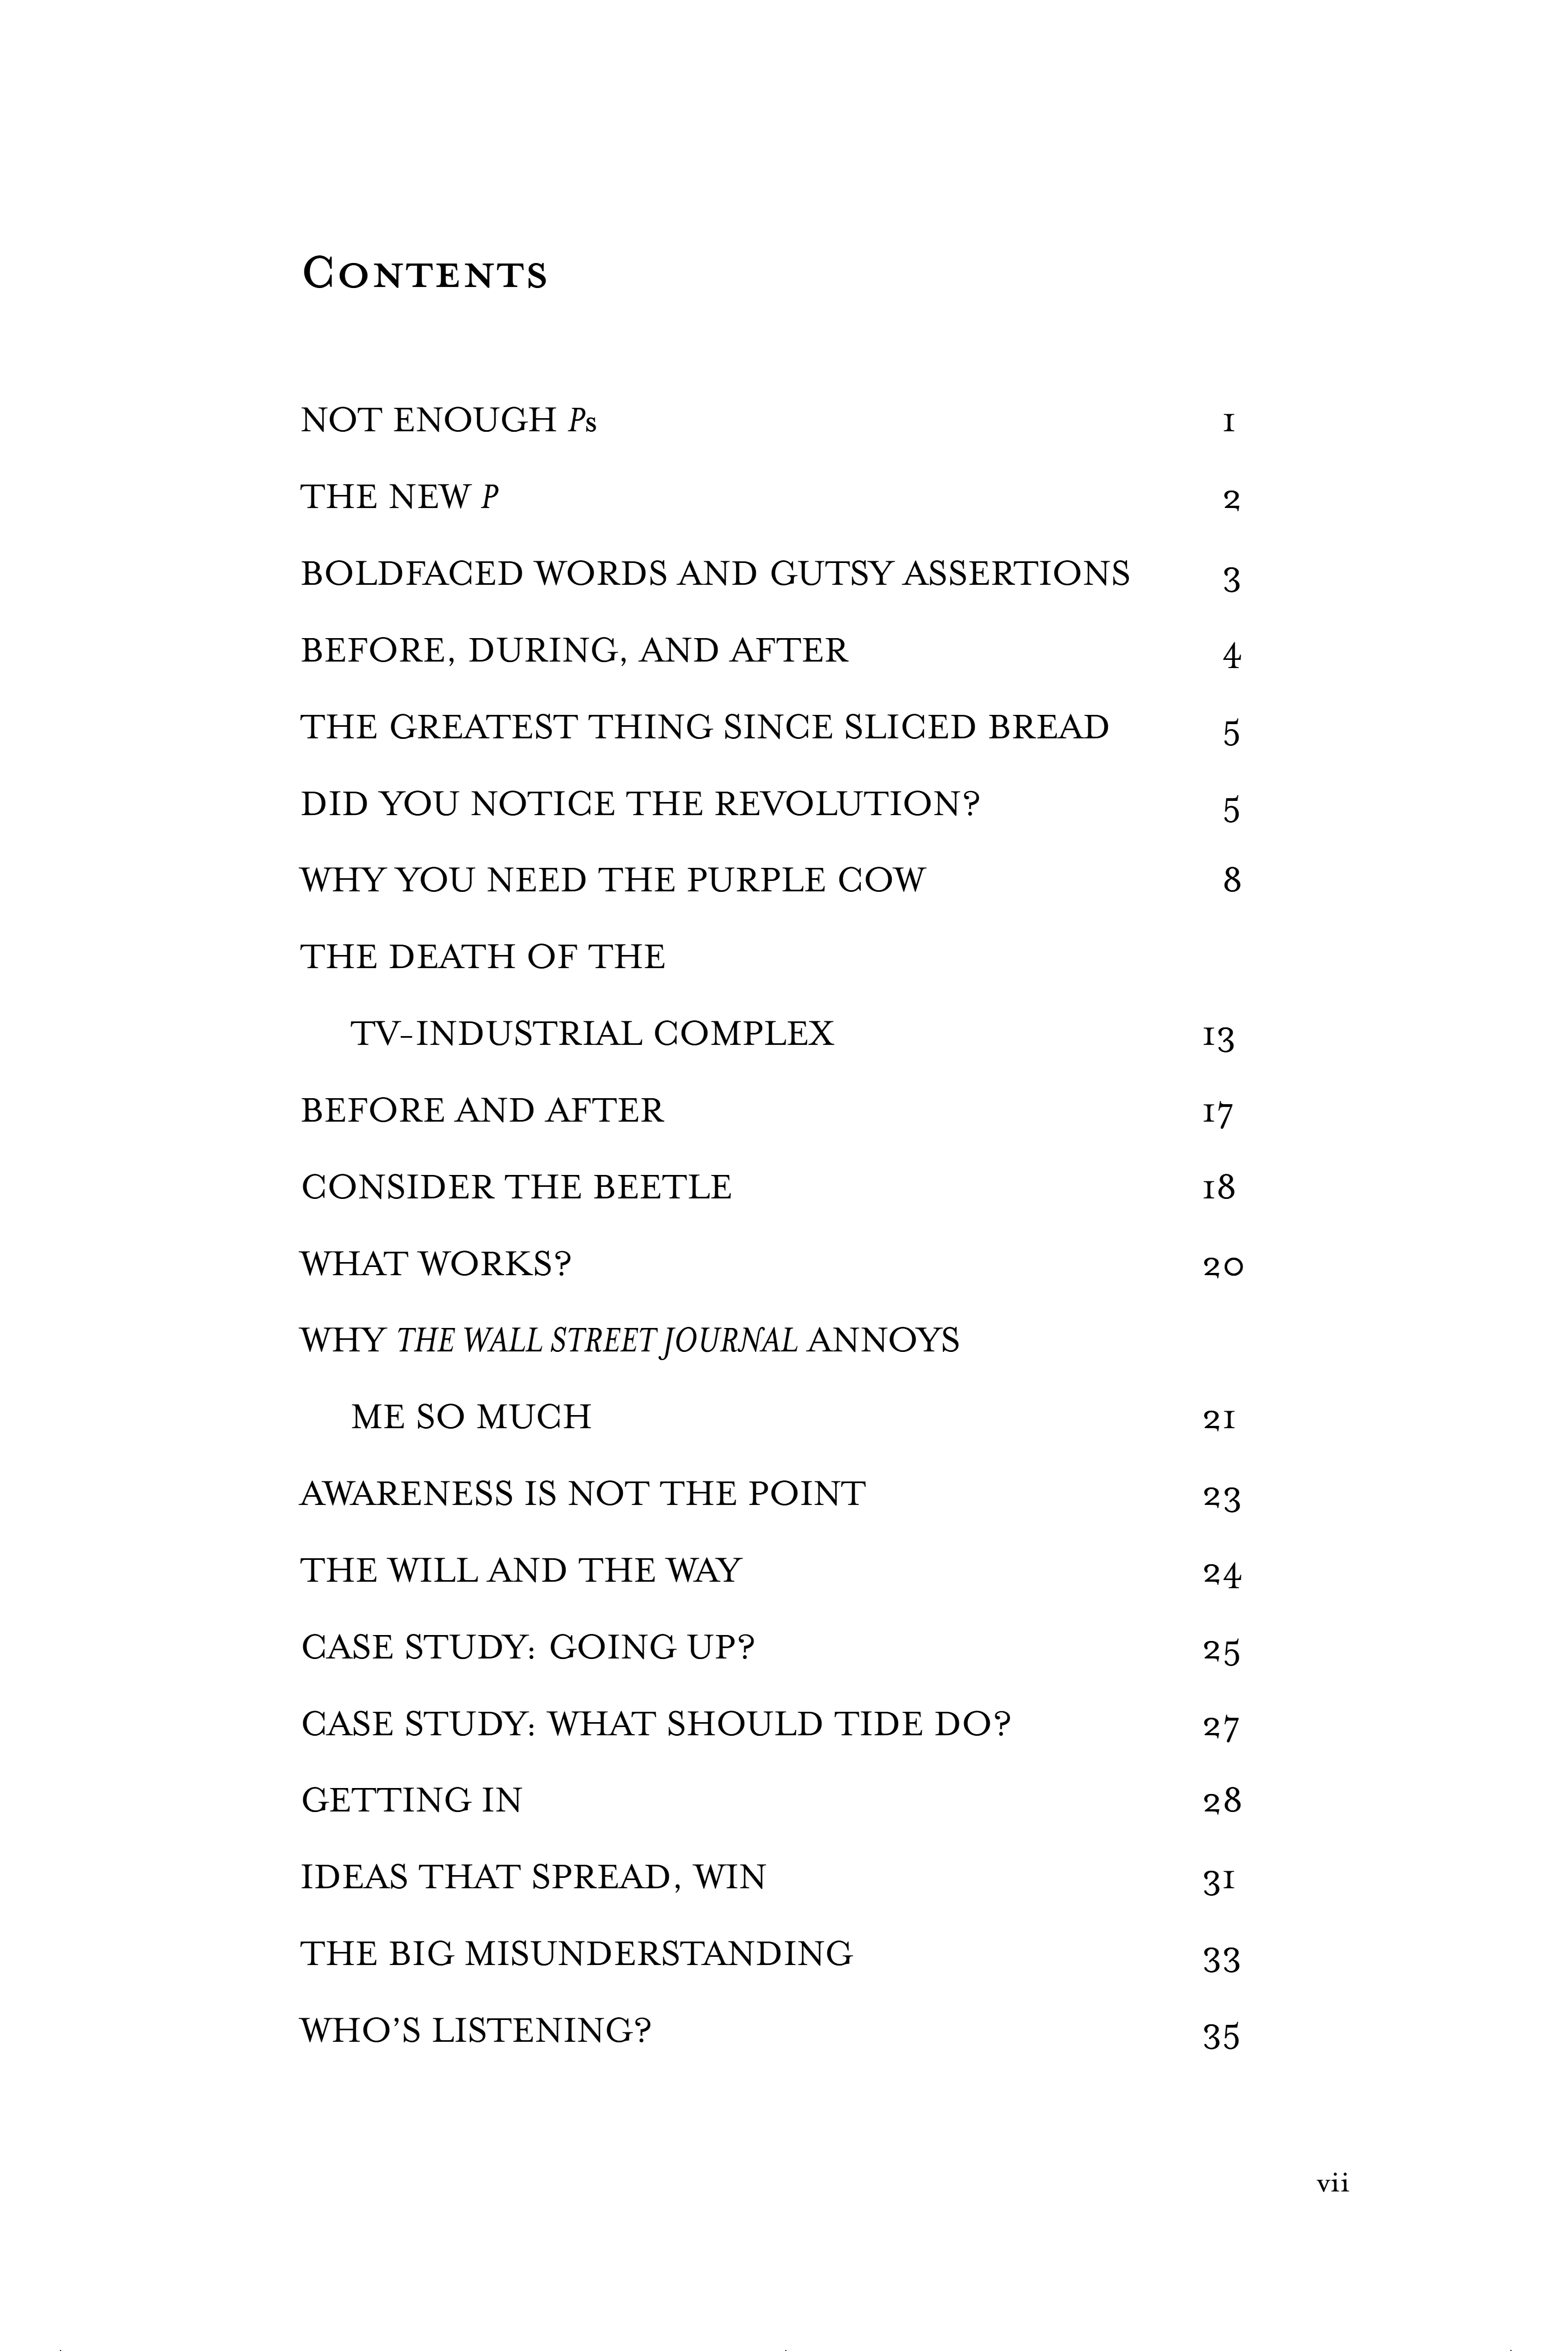 CONTENTS
NOT ENOUGH Ps 1
THE NEW P 2
BOLDFACED WORDS AND GUTSY ASSERTIONS 3
BEFORE, DURING, AND AFTER 4
THE GREATEST THING SINCE SLICED BREAD 5
DID YOU NOTICE THE REVOLUTION? 5
WHY YOU NEED THE PURPLE COW 8
THE DEATH OF THE
TV-INDUSTRIAL COMPLEX 13
BEFORE AND AFTER 17
CONSIDER THE BEETLE 18
WHAT WORKS? 20
WHY THE WALL STREET JOURNAL ANNOYS
ME SO MUCH 21
AWARENESS IS NOT THE POINT 23
THE WILL AND THE WAY 24
CASE STUDY: GOING UP? 25
CASE STUDY: WHAT SHOULD TIDE DO? 27
GETTING IN 28
IDEAS THAT SPREAD, WIN 31
THE BIG MISUNDERSTANDING 33
WHO’S LISTENING? 35
vii